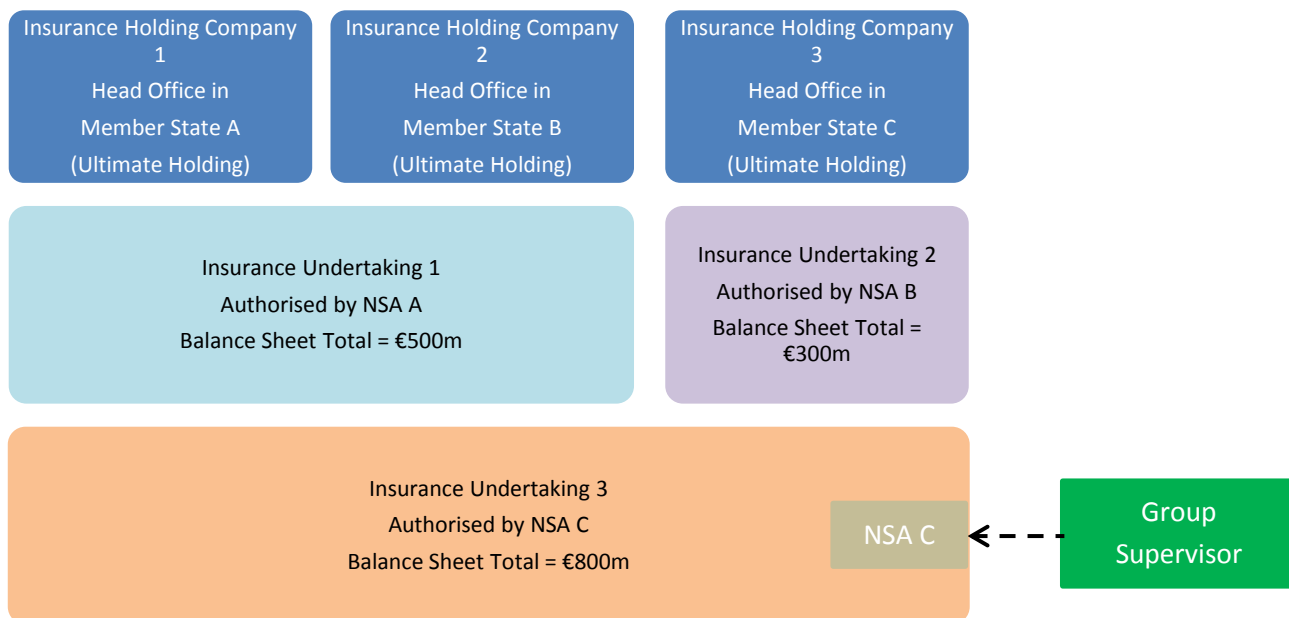 Insurance Holding Company
1
Head Office in
Member State A
(Ultimate Holding)
Insurance Holding Company
2
Head Office in
Member State B
(Ultimate Holding)
Insurance Holding Company
3
Head Office in
Member State C
(Ultimate Holding)
Insurance Undertaking 1
Authorised by NSA A
Balance Sheet Total = €500m
Insurance Undertaking 2
Authorised by NSA B
Balance Sheet Total =
€300m
Insurance Undertaking 3
Authorised by NSA C
Balance Sheet Total = €800m
NSA C
Group
Supervisor